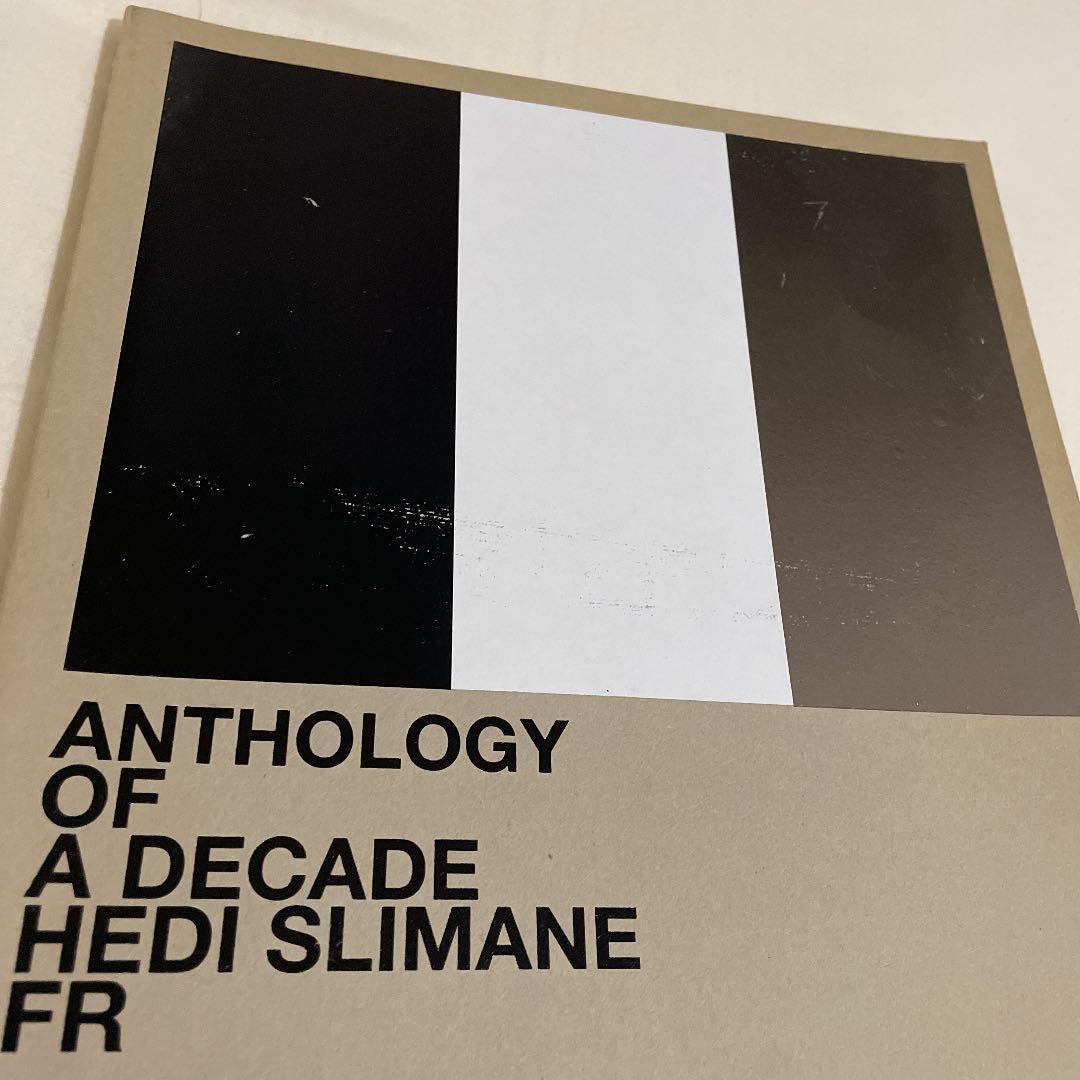 ANTHOLOGY
OF
A DECADE
HEDI SLIMANE
FR